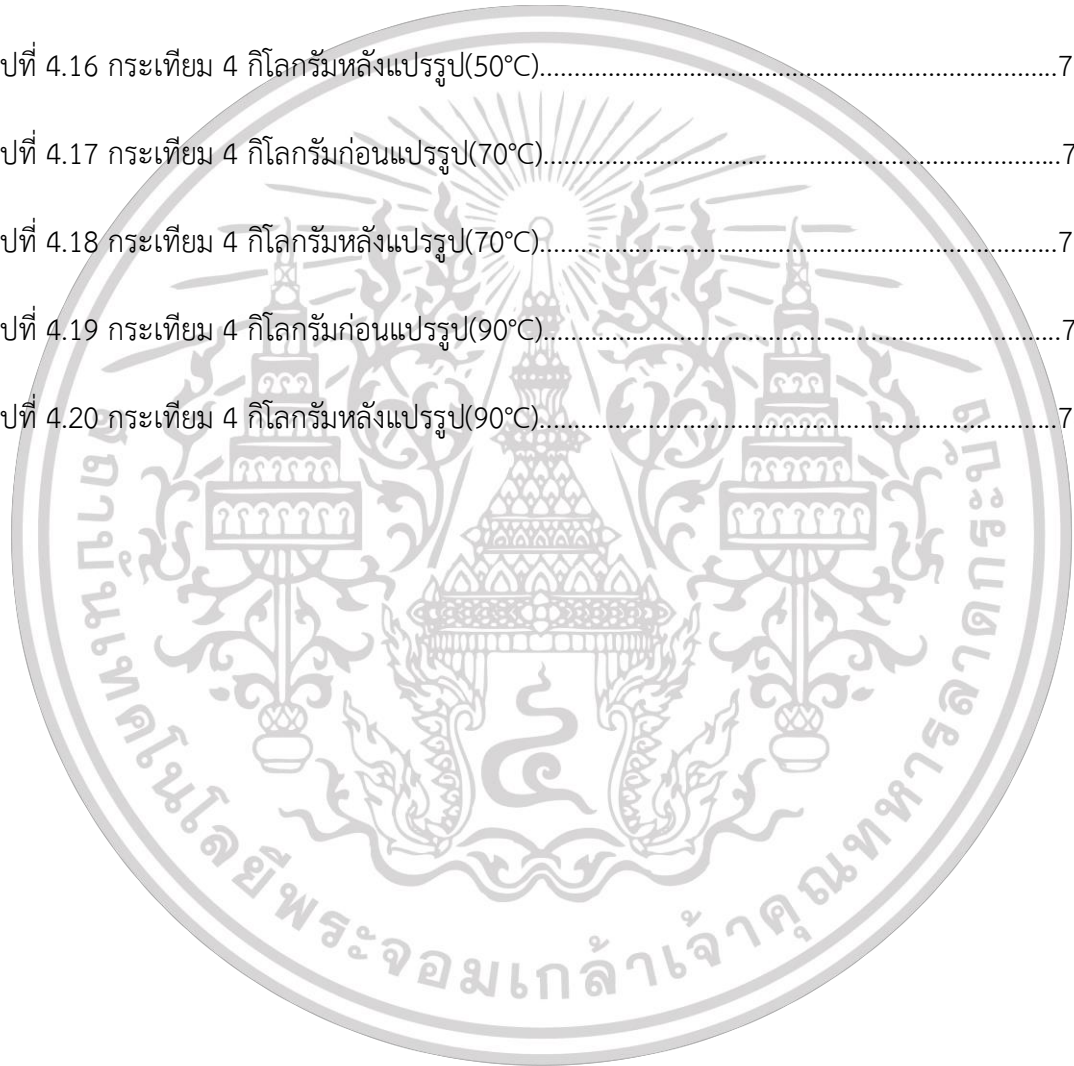 ปที่ 4.16 กระเทียม 4 กิโลกรัมหลังแปรรูป(50°C)...............................................................7
ปที่ 4.17 กระเทียม 4 กิโลกรัมก่อนแปรรูป(70°C)...............................................................7
ปที่ 4.18 กระเทียม 4 กิโลกรัมหลังแปรรูป(70°C)...............................................................7
ปที่ 4.19 กระเทียม 4 กิโลกรัมก่อนแปรรูป(90°C)...............................................................7
ปที่ 4.20 กระเทียม 4 กิโลกรัมหลังแปรรูป(90°C)...............................................................7
๔
สถาบันเทคโนโลยีพระจอมเกล้าเจ้าคุณทหารลาดกระบัง